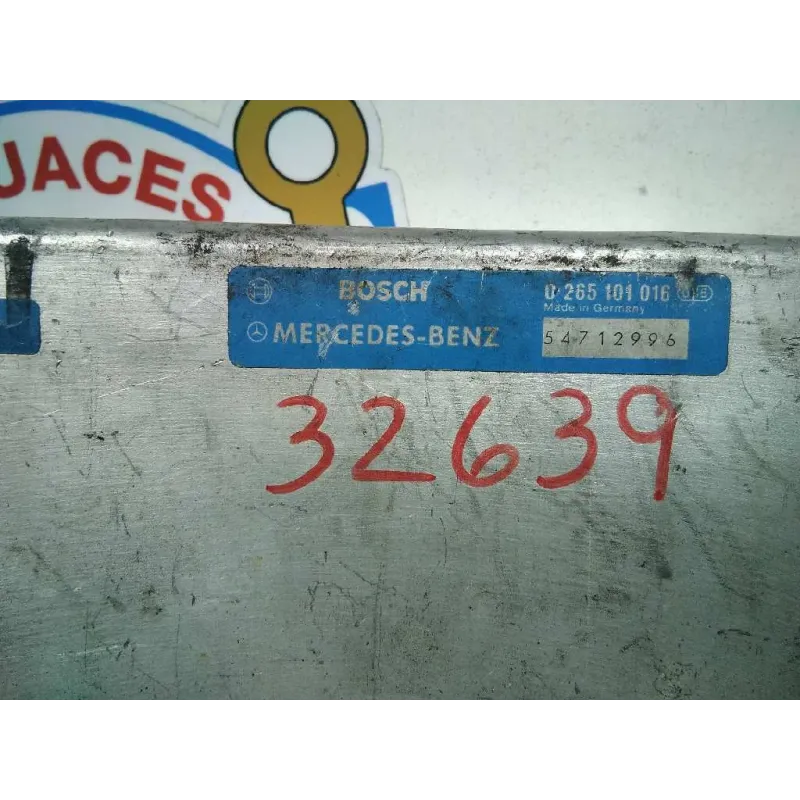 JACES
BOSCH
0 265 101 016
Made in Germany
MERCEDES-BENZ
54712996
32639